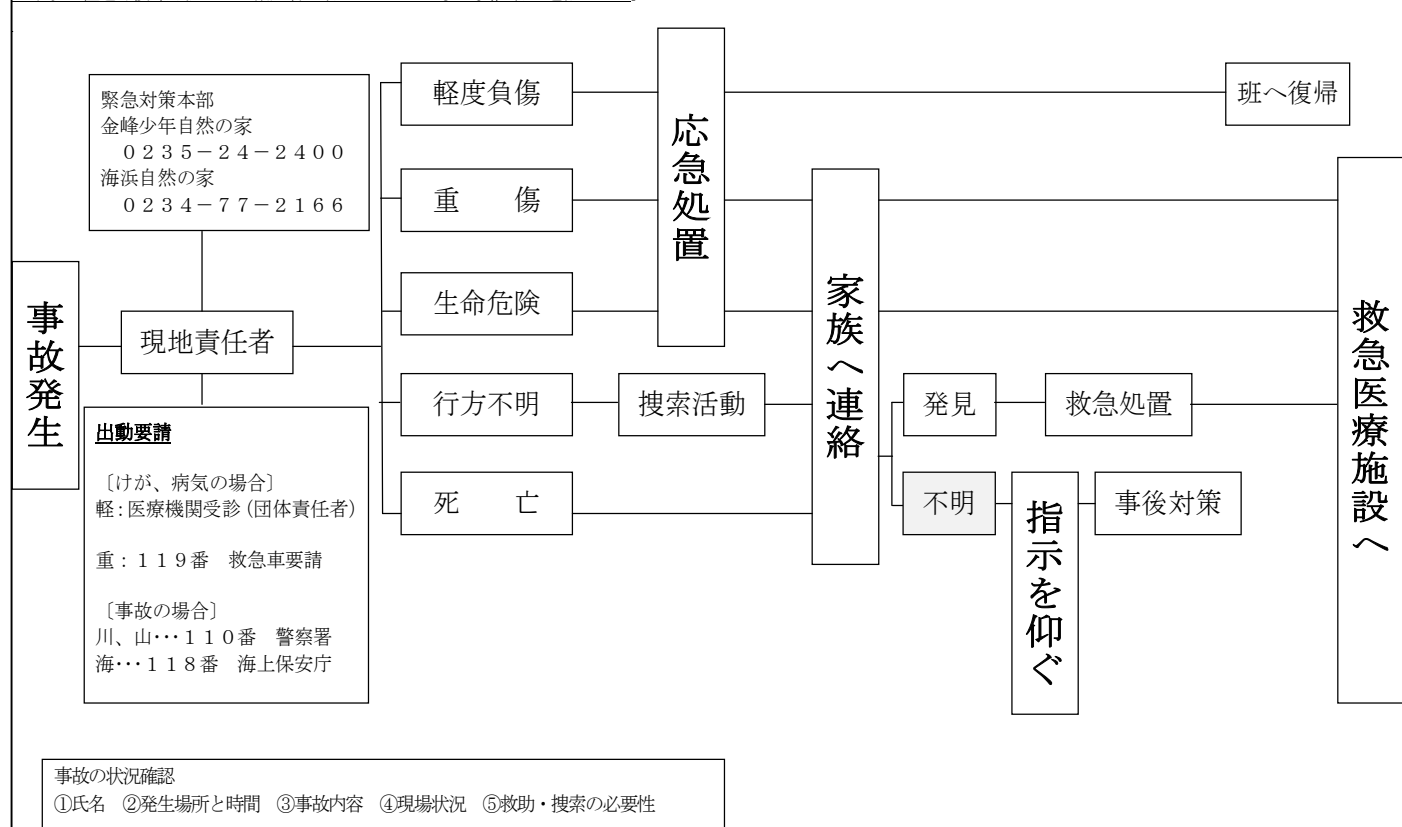 事故発生
緊急対策本部
金峰少年自然の家
０２３５－２４－２４００
海浜自然の家
０２３４－７７－２１６６
現地責任者
出動要請
〔けが、病気の場合〕
軽：医療機関受診（団体責任者）
重：１１９番　救急車要請
〔事故の場合〕
川、山･･･１１０番　警察署
海･･･１１８番　海上保安庁
軽度負傷
重　傷
生命危険
行方不明
死　亡
応急処置
捜索活動
家族へ連絡
発見
救急処置
不明
指示を仰ぐ
事後対策
班へ復帰
救急医療施設へ
事故の状況確認
①氏名　②発生場所と時間　③事故内容　④現場状況　⑤救助・捜索の必要性